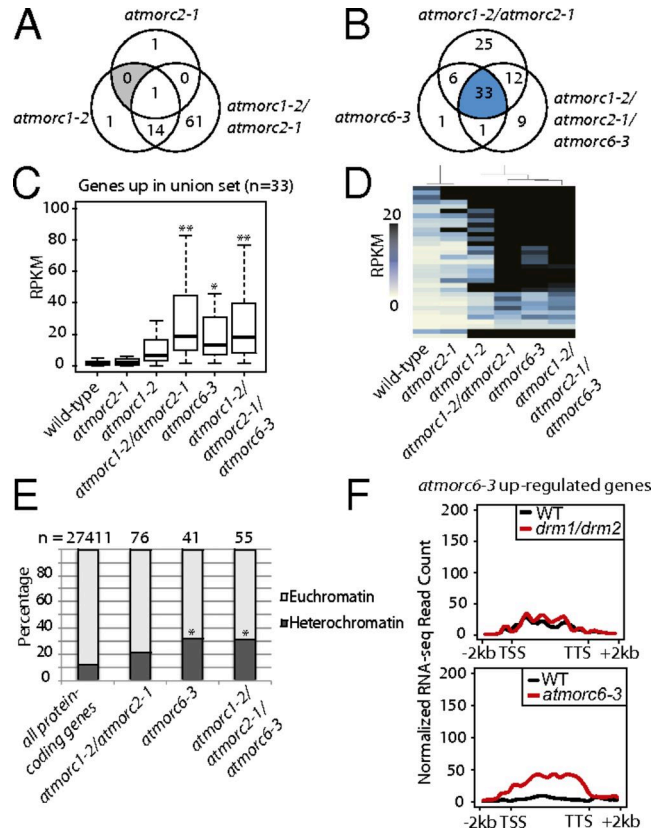 A
atmorc2-1
1
0
0
1
1
14
61
atmorc1-2
atmorc1-2/
atmorc2-1
B
atmorc1-2/atmorc2-1
25
6
12
33
1
1
9
atmorc6-3
atmorc1-2/
atmorc2-1/
atmorc6-3
C
Genes up in union set (n=33)
RPKM
100
80
60
40
20
0
**
*
**
wild-type
atmorc2-1
atmorc1-2
atmorc1-2/atmorc2-1
atmorc6-3
atmorc1-2/
atmorc2-1/
atmorc6-3
D
20
RPKM
0
wild-type
atmorc2-1
atmorc1-2
atmorc1-2/atmorc2-1
atmorc6-3
atmorc1-2/
atmorc2-1/
atmorc6-3
E
n = 27411 76 41 55
Percentage
80
60
40
20
0
*
*
Euchromatin
Heterochromatin
all protein-
coding genes
atmorc1-2/atmorc2-1
atmorc6-3
atmorc1-2/
atmorc2-1/
atmorc6-3
F
atmorc6-3 up-regulated genes
Normalized RNA-seq Read Count
WT
drm1/drm2
200
150
100
50
0
-2kb TSS TTS +2kb
WT
atmorc6-3
200
150
100
50
0
-2kb TSS TTS +2kb